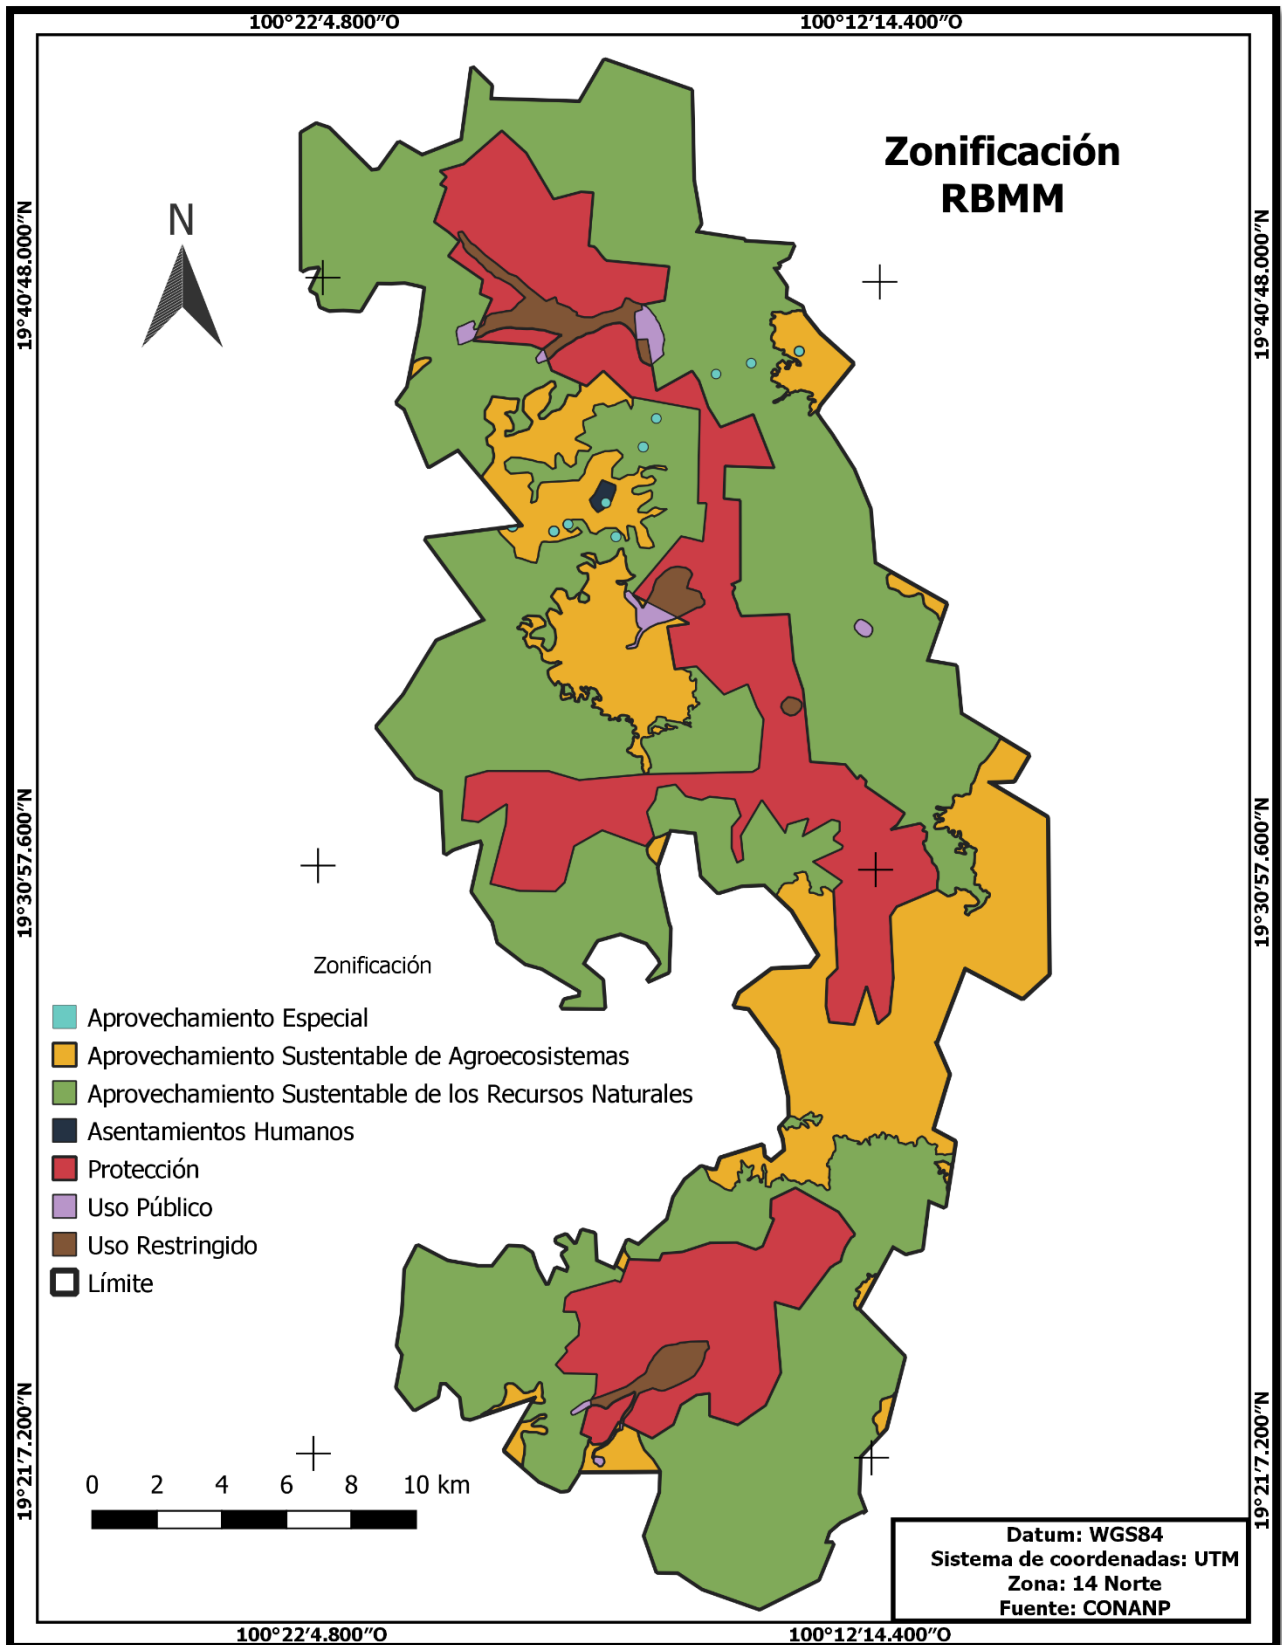 100°22′4.800″O
100°12′14.400″O
Zonificación
RBMM
N
19°40′48.000″N
19°40′48.000″N
19°30′57.600″N
19°30′57.600″N
Zonificación
Aprovechamiento Especial
Aprovechamiento Sustentable de Agroecosistemas
Aprovechamiento Sustentable de los Recursos Naturales
Asentamientos Humanos
Protección
Uso Público
Uso Restringido
Límite
19°21′7.200″N
19°21′7.200″N
0 2 4 6 8 10 km
Datum: WGS84
Sistema de coordenadas: UTM
Zona: 14 Norte
Fuente: CONANP
100°22′4.800″O
100°12′14.400″O